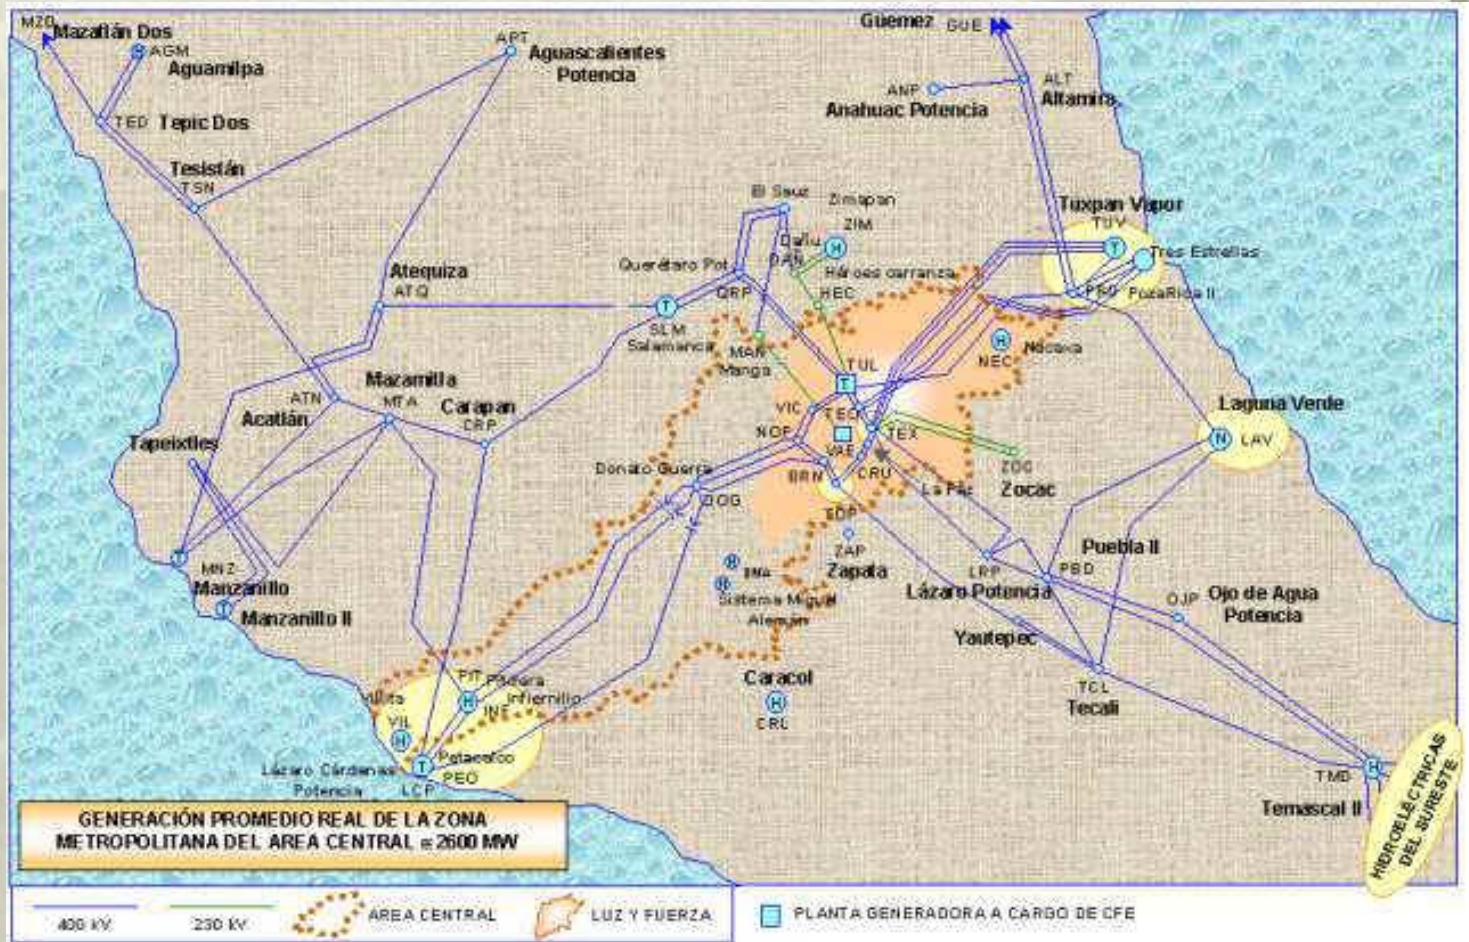 MZD
Mazatlán Dos
AGM
Aguamilpa
APT
Aguascalientes
Potencia
Güemez
GUE
ANP
Anahuac Potencia
ALT
Altamira
TED Tepic Dos
Tesistán
TSN
El Sauz
Zimapan
ZIM
Dañu
DAN
Tuxpan Vapor
TUV
Tres Estrellas
Querétaro Pot.
QRP
Héroes carranza
HEC
PRD
PozaRica II
Atequiza
ATQ
SLM
Salamanca
MAN
Manga
NEC
Necaxa
TUL
Mazamitla
MTA
ATN
Acatlán
Carapan
CRP
VIC
TEO
NOP
TEX
VAE
Laguna Verde
LAV
Tapeixtles
Donato Guerra
DOG
BRN
CRU
La Paz
ZOC
Zocac
TOP
ZAP
Zapata
MNZ
Manzanillo
Manzanillo II
Sistema Miguel
Alemán
LRP
Lázaro Potencia
PBD
Puebla II
OJP
Ojo de Agua
Potencia
Yautepec
TCL
Tecali
PIT
Pitirera
Infiernillo
INF
Villita
VIL
Caracol
CRL
Petacalco
PEO
Lázaro Cárdenas
Potencia
LCP
TMD
Temascal II
HIDROELÉCTRICAS
DEL SURESTE
GENERACIÓN PROMEDIO REAL DE LA ZONA
METROPOLITANA DEL AREA CENTRAL ≅ 2600 MW
400 kV
230 kV
AREA CENTRAL
LUZ Y FUERZA
PLANTA GENERADORA A CARGO DE CFE
T
T
T
T
T
T
H
H
H
H
H
H
H
H
H
N